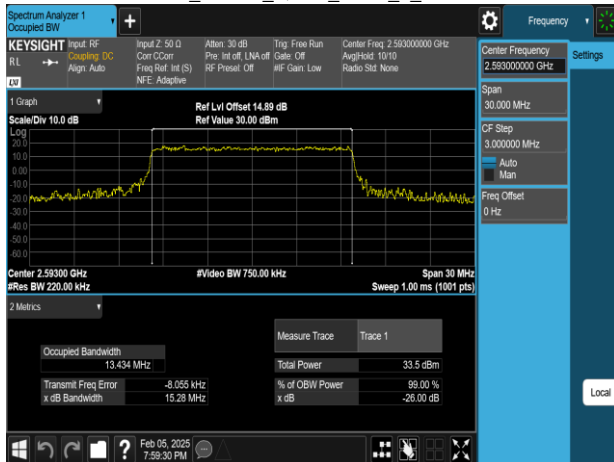 Spectrum Analyzer 1
Occupied BW
Frequency
KEYSIGHT
Input: RF
Coupling: DC
Align: Auto
RL
LXI
Input Z: 50 Ω
Corr CCorr
Freq Ref: Int (S)
NFE: Adaptive
Atten: 30 dB
Pre: Int off, LNA off
RF Presel: Off
Trig: Free Run
Gate: Off
#IF Gain: Low
Center Freq: 2.593000000 GHz
Avg|Hold: 10/10
Radio Std: None
Center Frequency
2.593000000 GHz
Settings
Span
30.000 MHz
CF Step
3.000000 MHz
Auto
Man
Freq Offset
0 Hz
1 Graph
Scale/Div 10.0 dB
Ref Lvl Offset 14.89 dB
Ref Value 30.00 dBm
Log
20.0
10.0
0.00
-10.0
-20.0
-30.0
-40.0
-50.0
-60.0
Center 2.59300 GHz
#Res BW 220.00 kHz
#Video BW 750.00 kHz
Span 30 MHz
Sweep 1.00 ms (1001 pts)
2 Metrics
Measure Trace
Trace 1
Occupied Bandwidth
13.434 MHz
Total Power
33.5 dBm
Transmit Freq Error
-8.055 kHz
% of OBW Power
99.00 %
x dB Bandwidth
15.28 MHz
x dB
-26.00 dB
Local
Feb 05, 2025
7:59:30 PM